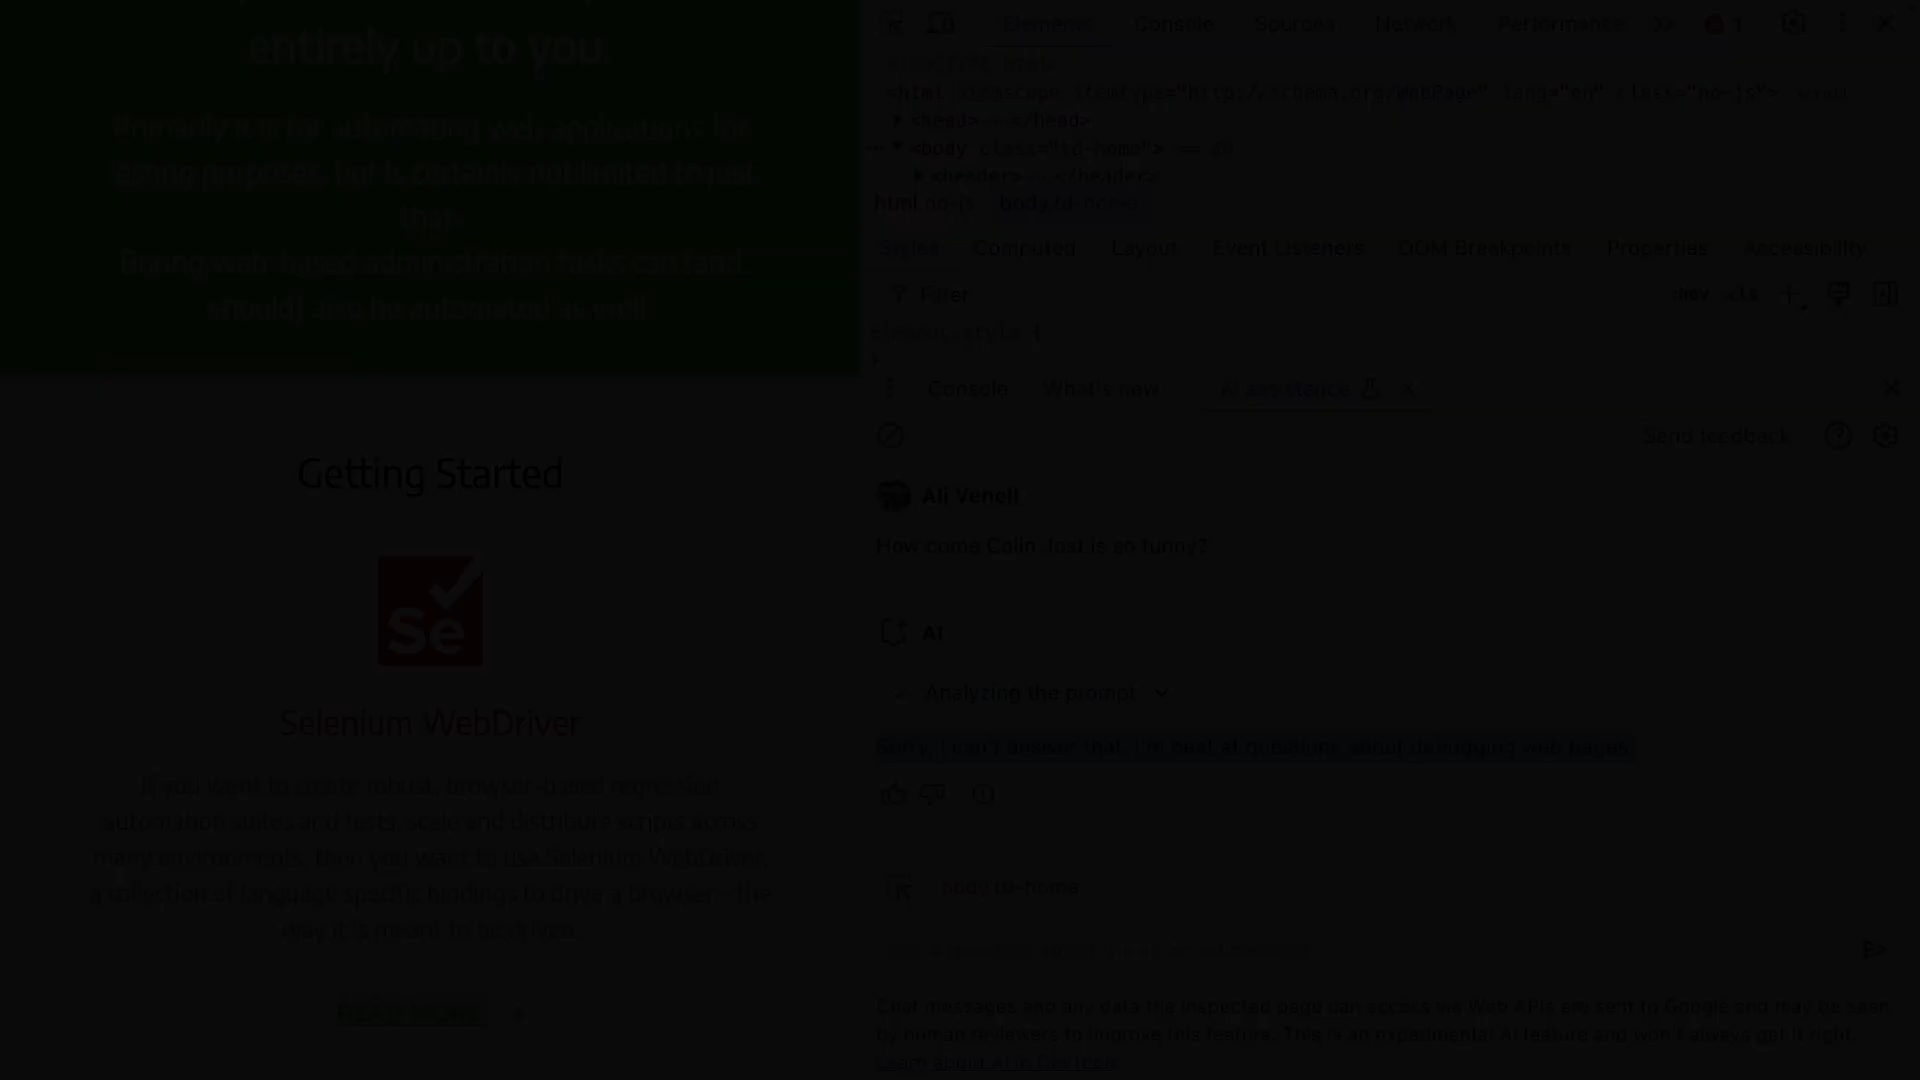 entirely up to you.
Primarily it is for automating web applications for
testing purposes, but is certainly not limited to just
that.
Boring web-based administration tasks can (and
should) also be automated as well.
Getting Started
Se
Selenium WebDriver
If you want to create robust, browser-based regression
automation suites and tests, scale and distribute scripts across
many environments, then you want to use Selenium WebDriver,
a collection of language specific bindings to drive a browser - the
way it is meant to be driven.
READ MORE
Elements Console Sources Network Performance >> 1
<!DOCTYPE html>
<html itemscope itemtype="http://schema.org/WebPage" lang="en" class="no-js">
<head> </head>
<body class="td-home"> == $0
<header> </header>
html.no-js body.td-home
Styles Computed Layout Event Listeners DOM Breakpoints Properties Accessibility
Filter :hov .cls
element.style {
}
Console What's new AI assistance
Send feedback
Ali Venell
How come Colin Jost is so funny?
AI
Analyzing the prompt
Sorry, I can't answer that. I'm best at questions about debugging web pages.
body.td-home
Chat messages and any data the inspected page can access via Web APIs are sent to Google and may be seen
by human reviewers to improve this feature. This is an experimental AI feature and won't always get it right.
Learn about AI in DevTools